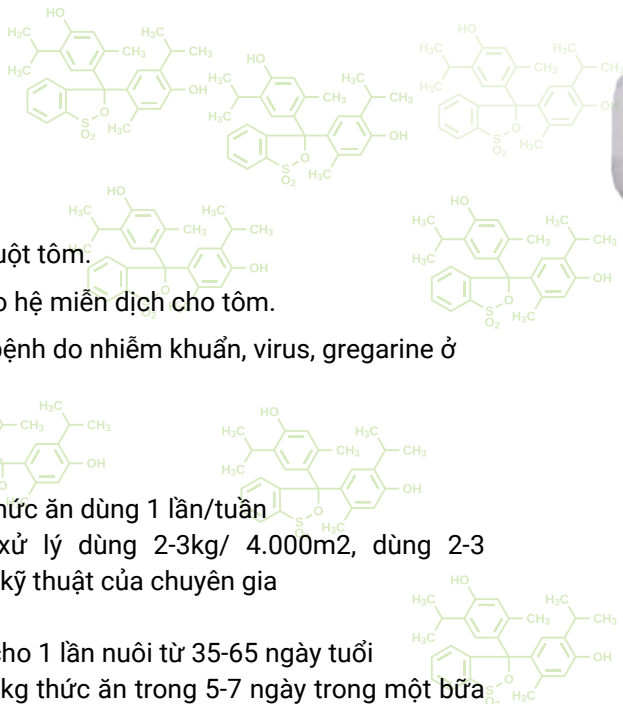 uột tôm.
o hệ miễn dịch cho tôm.
bệnh do nhiễm khuẩn, virus, gregarine ở
hức ăn dùng 1 lần/tuần
xử lý dùng 2-3kg/ 4.000m2, dùng 2-3
kỹ thuật của chuyên gia
cho 1 lần nuôi từ 35-65 ngày tuổi
kg thức ăn trong 5-7 ngày trong một bữa